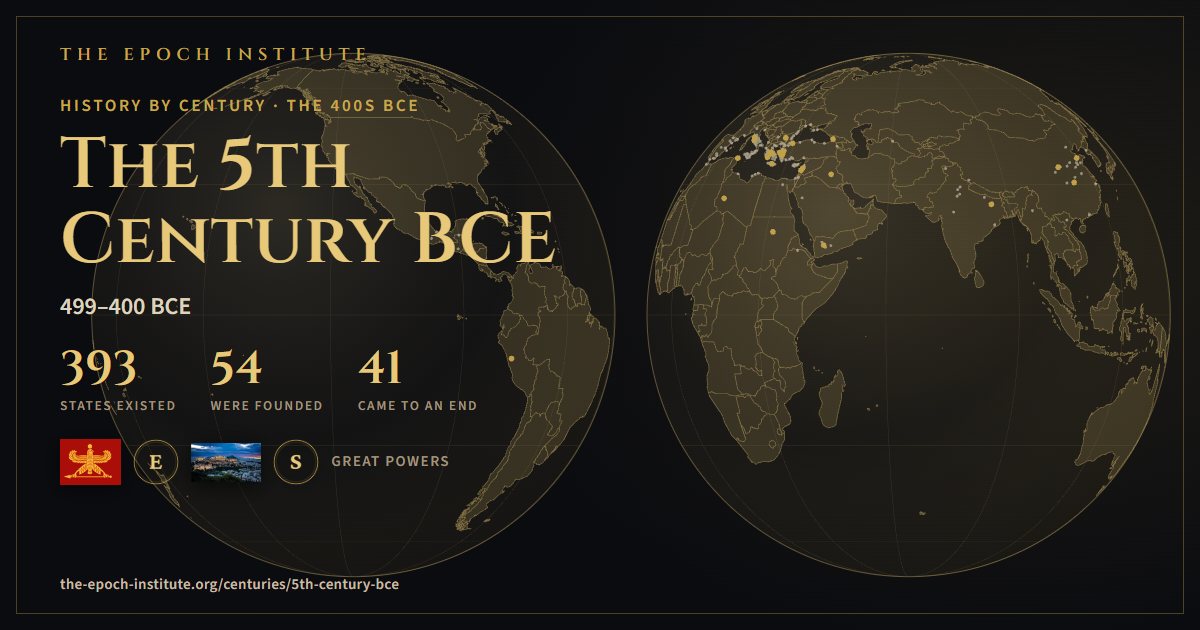 THE EPOCH INSTITUTE
HISTORY BY CENTURY · THE 400S BCE
THE 5TH
CENTURY BCE
499–400 BCE
393 54 41
STATES EXISTED WERE FOUNDED CAME TO AN END
E S GREAT POWERS
the-epoch-institute.org/centuries/5th-century-bce